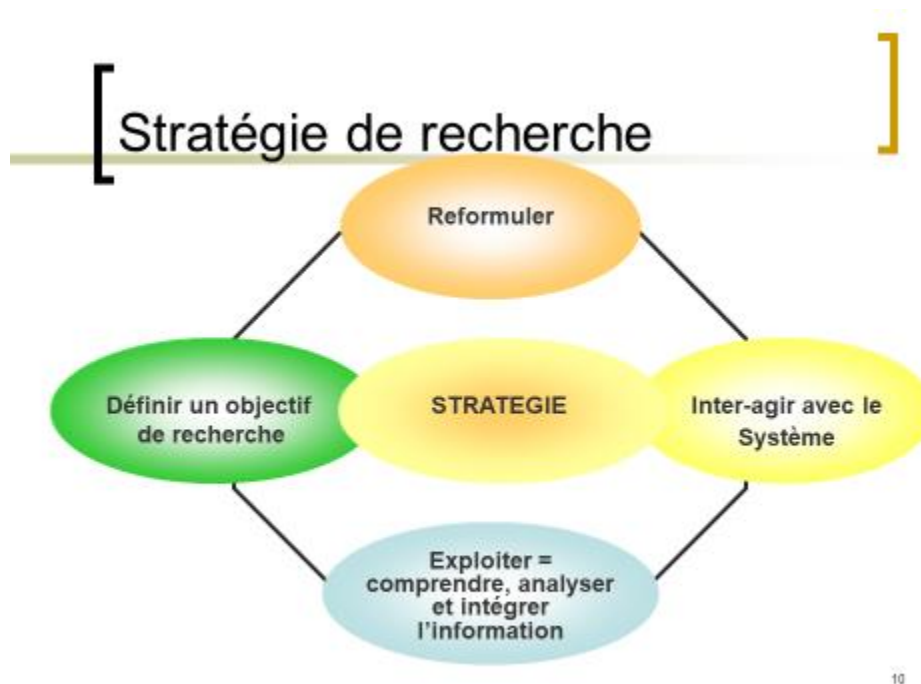 Stratégie de recherche
Reformuler
Définir un objectif
de recherche
STRATEGIE
Inter-agir avec le
Système
Exploiter =
comprendre, analyser
et intégrer
l’information
10